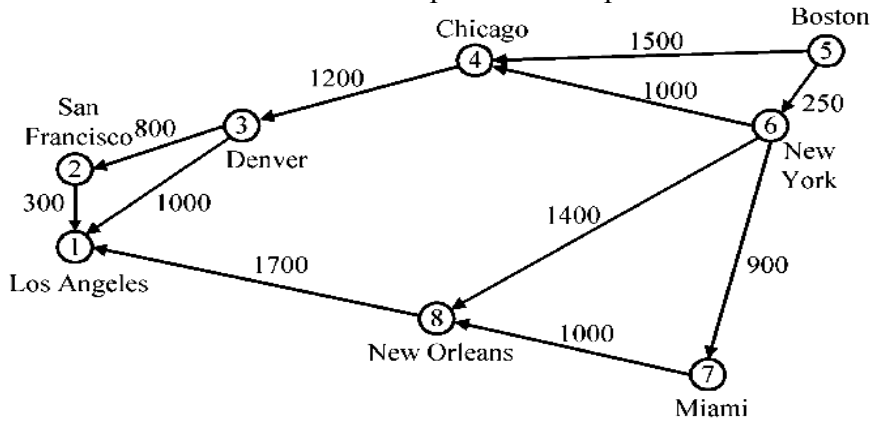 Boston
Chicago
1500
5
4
1200
1000
250
San
Francisco
800
3
6
Denver
New
York
2
300
1000
1400
1
900
1700
Los Angeles
8
1000
New Orleans
7
Miami